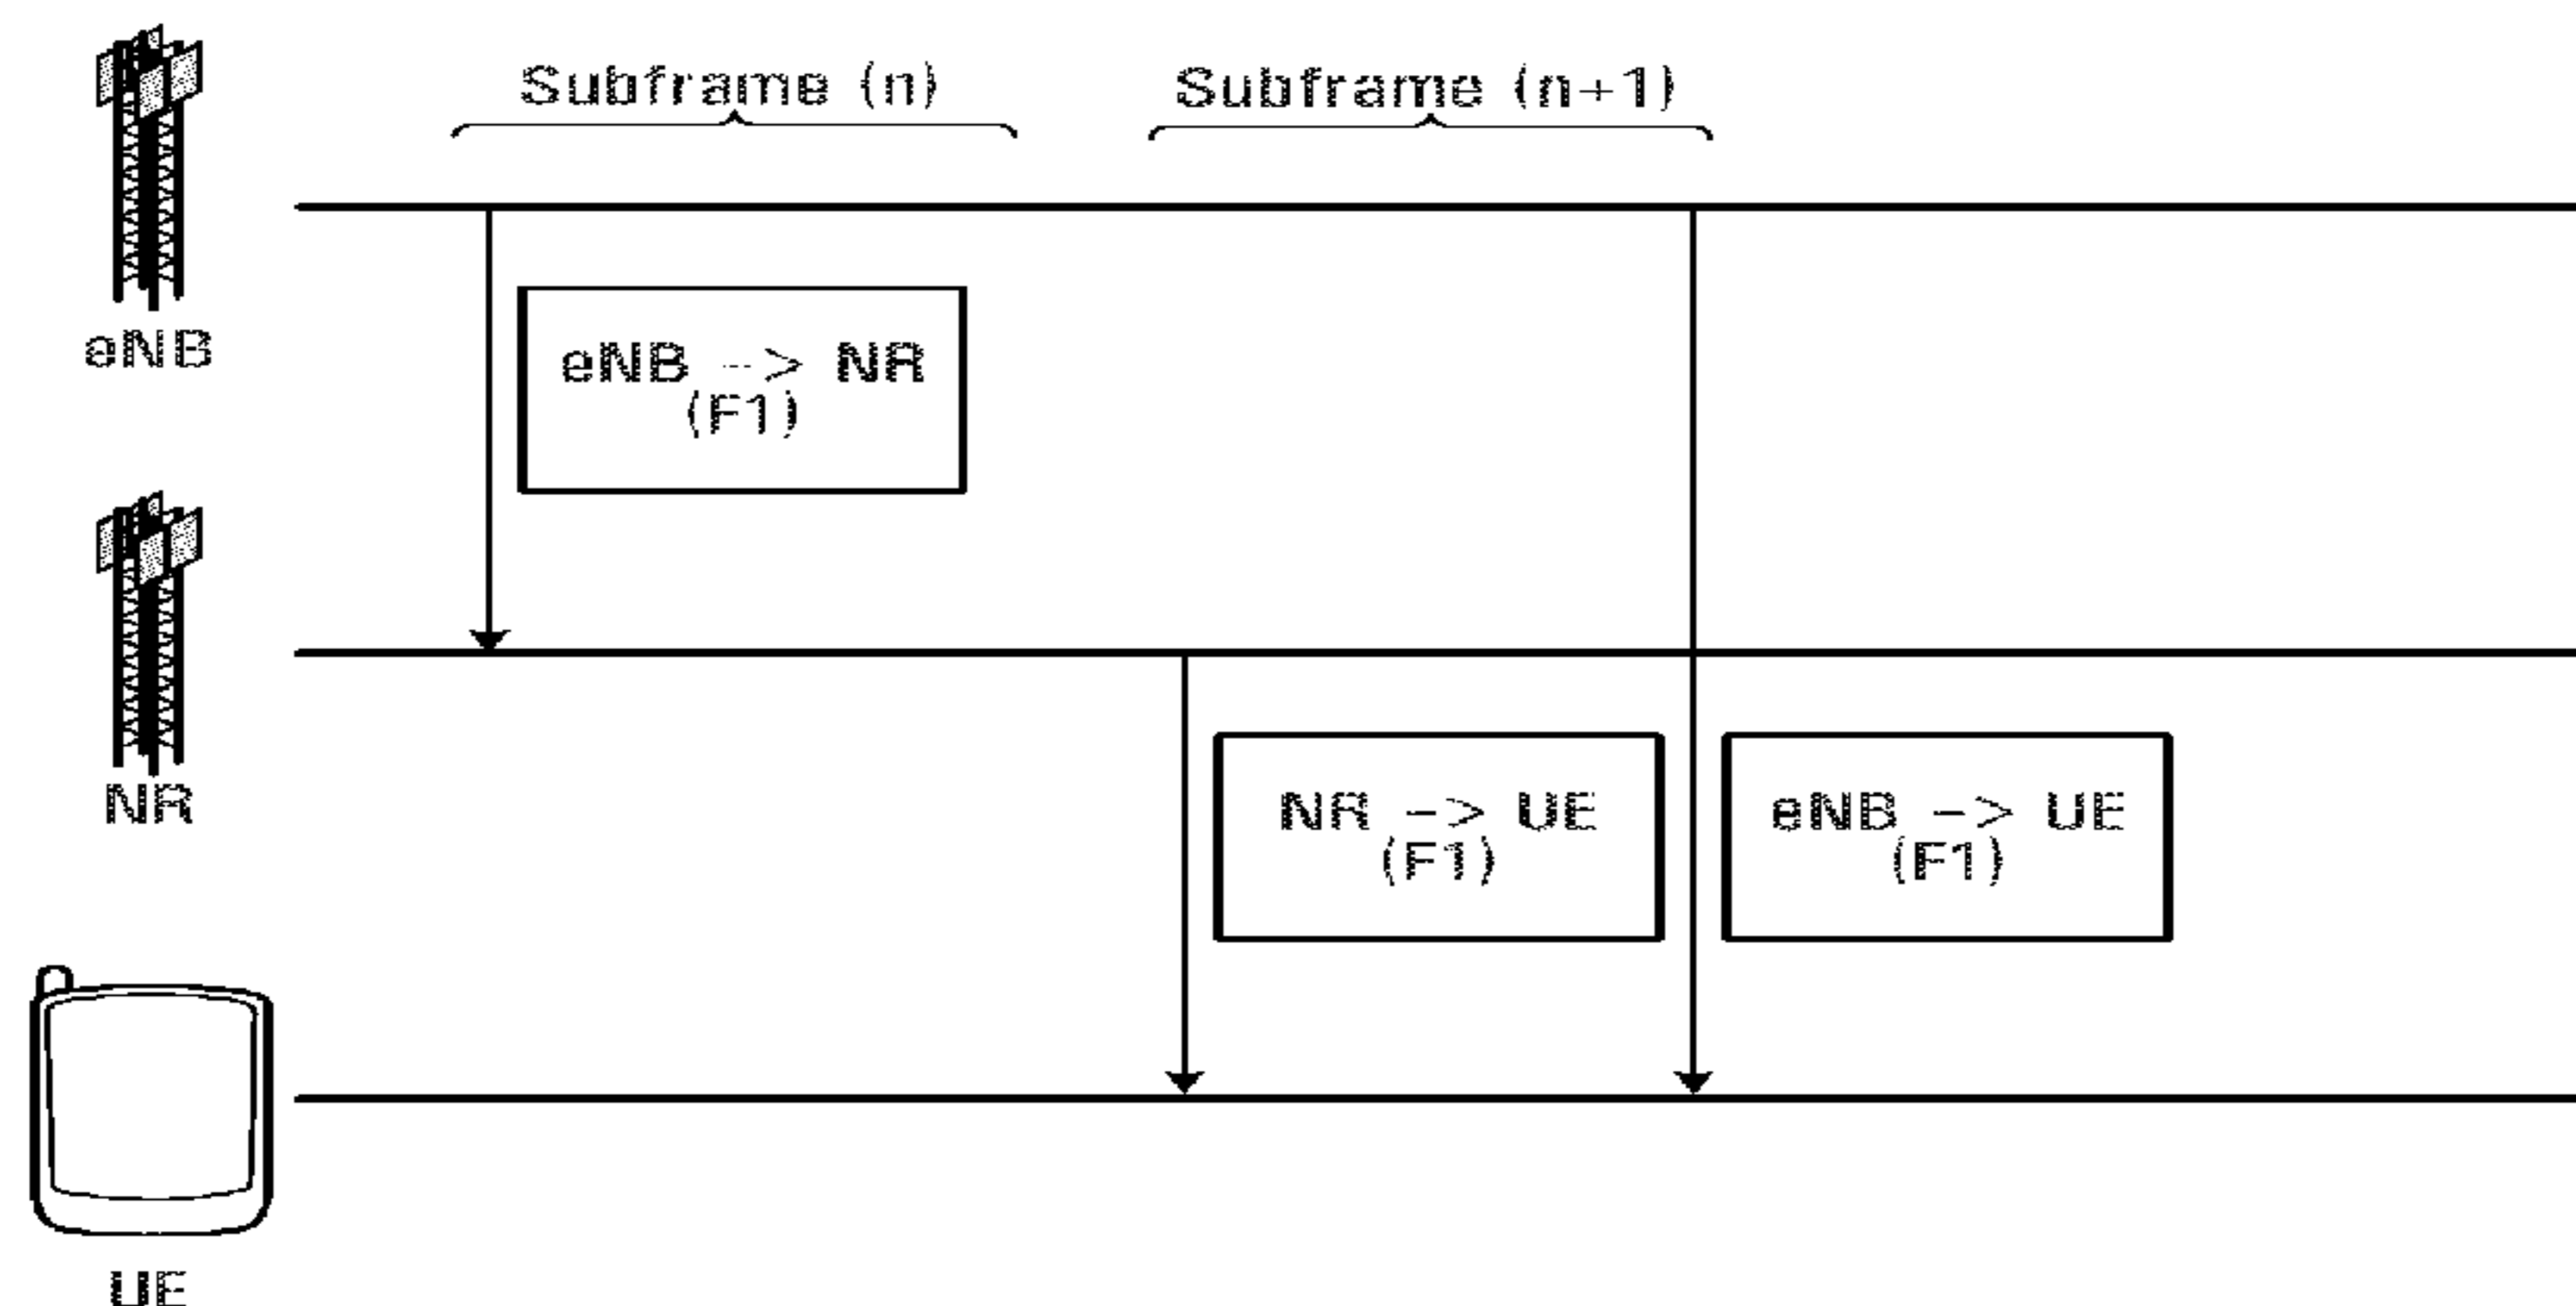 Subframe (n)
Subframe (n+1)
eNB
eNB -> NR
(F1)
NR
NR -> UE
(F1)
eNB -> UE
(F1)
UE